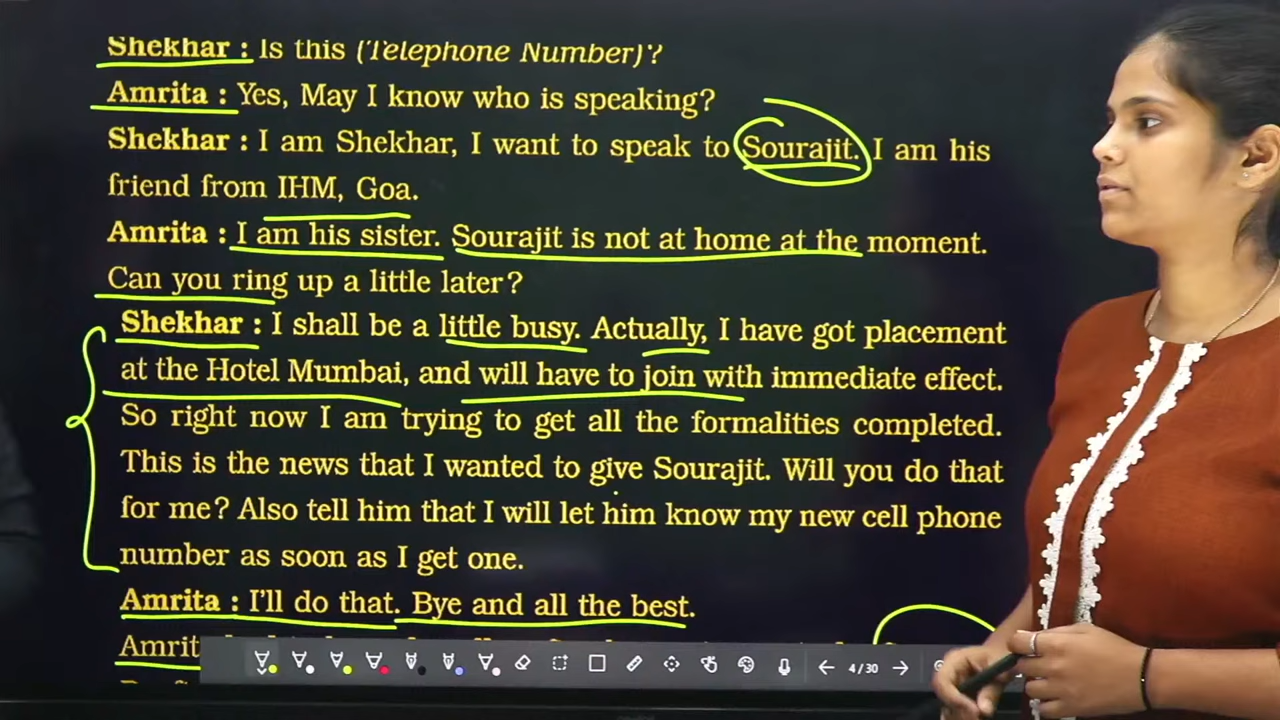 Shekhar : Is this (Telephone Number)?
Amrita : Yes, May I know who is speaking?
Shekhar : I am Shekhar, I want to speak to Sourajit. I am his
friend from IHM, Goa.
Amrita : I am his sister. Sourajit is not at home at the moment.
Can you ring up a little later?
Shekhar : I shall be a little busy. Actually, I have got placement
at the Hotel Mumbai, and will have to join with immediate effect.
So right now I am trying to get all the formalities completed.
This is the news that I wanted to give Sourajit. Will you do that
for me? Also tell him that I will let him know my new cell phone
number as soon as I get one.
Amrita : I'll do that. Bye and all the best.
Amrit
4/30